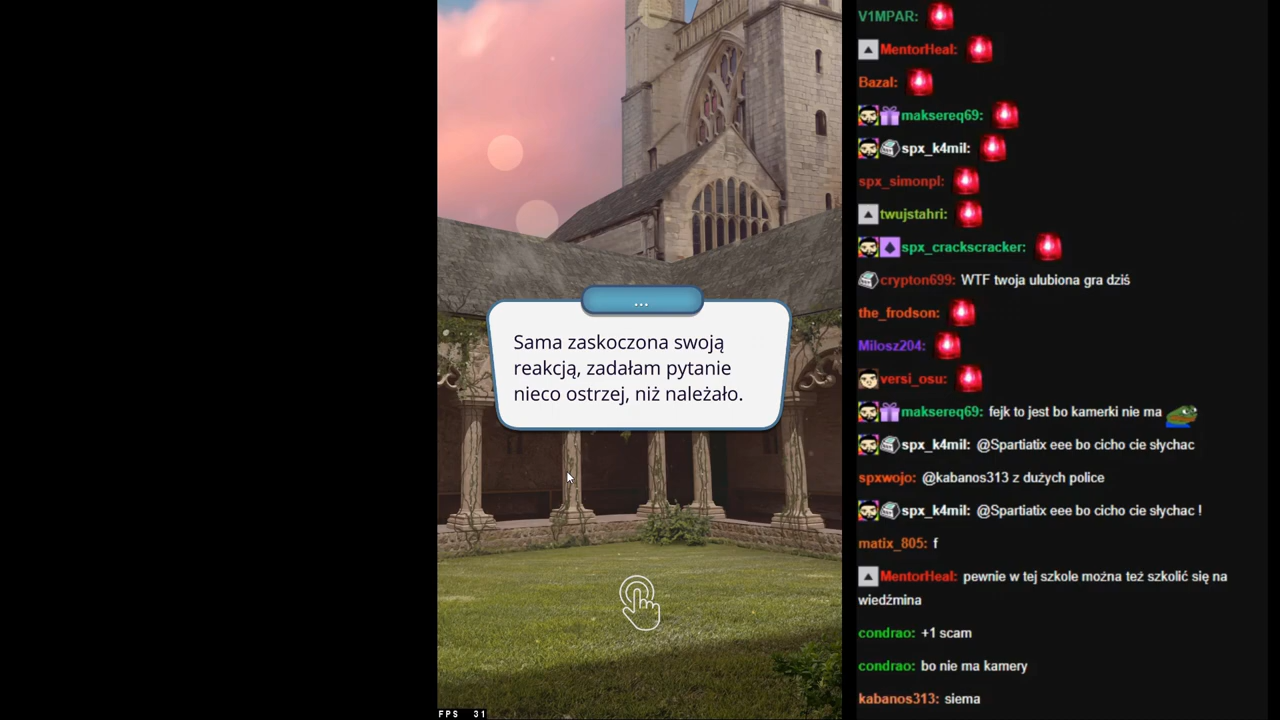 ...
Sama zaskoczona swoją
reakcją, zadałam pytanie
nieco ostrzej, niż należało.
FPS 31
V1MPAR:
MentorHeal:
Bazal:
maksereq69:
spx_k4mil:
spx_simonpl:
twujstahri:
spx_crackscracker:
crypton699: WTF twoja ulubiona gra dziś
the_frodson:
Milosz204:
versi_osu:
maksereq69: fejk to jest bo kamerki nie ma
spx_k4mil: @Spartiatix eee bo cicho cie słychac
spxwojo: @kabanos313 z dużych police
spx_k4mil: @Spartiatix eee bo cicho cie słychac !
matix_805: f
MentorHeal: pewnie w tej szkole można też szkolić się na
wiedźmina
condrao: +1 scam
condrao: bo nie ma kamery
kabanos313: siema